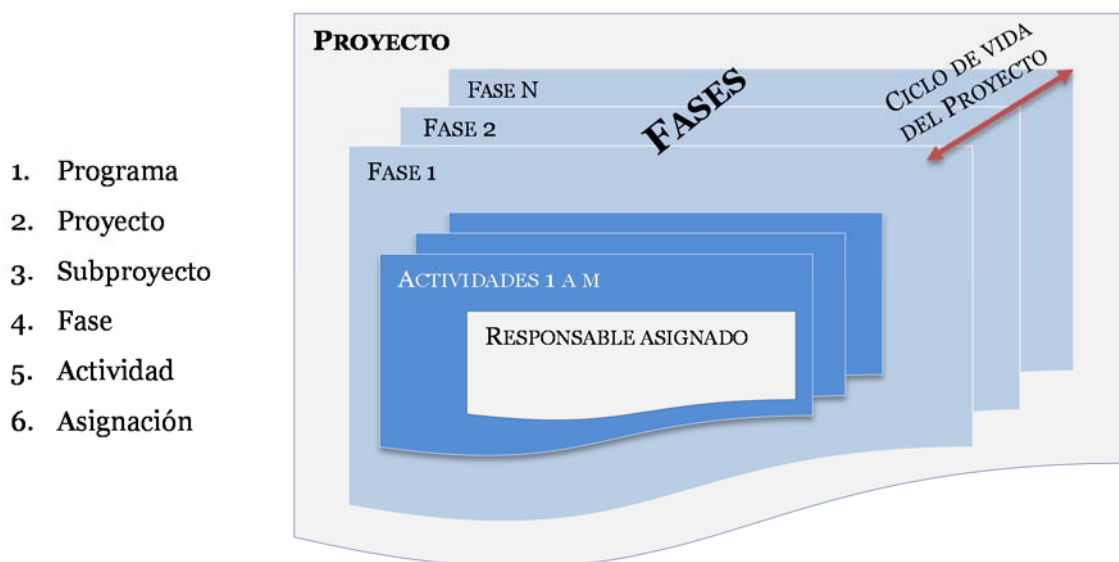 1. Programa
2. Proyecto
3. Subproyecto
4. Fase
5. Actividad
6. Asignación
PROYECTO
FASES
CICLO DE VIDA
DEL PROYECTO
FASE N
FASE 2
FASE 1
ACTIVIDADES 1 A M
RESPONSABLE ASIGNADO